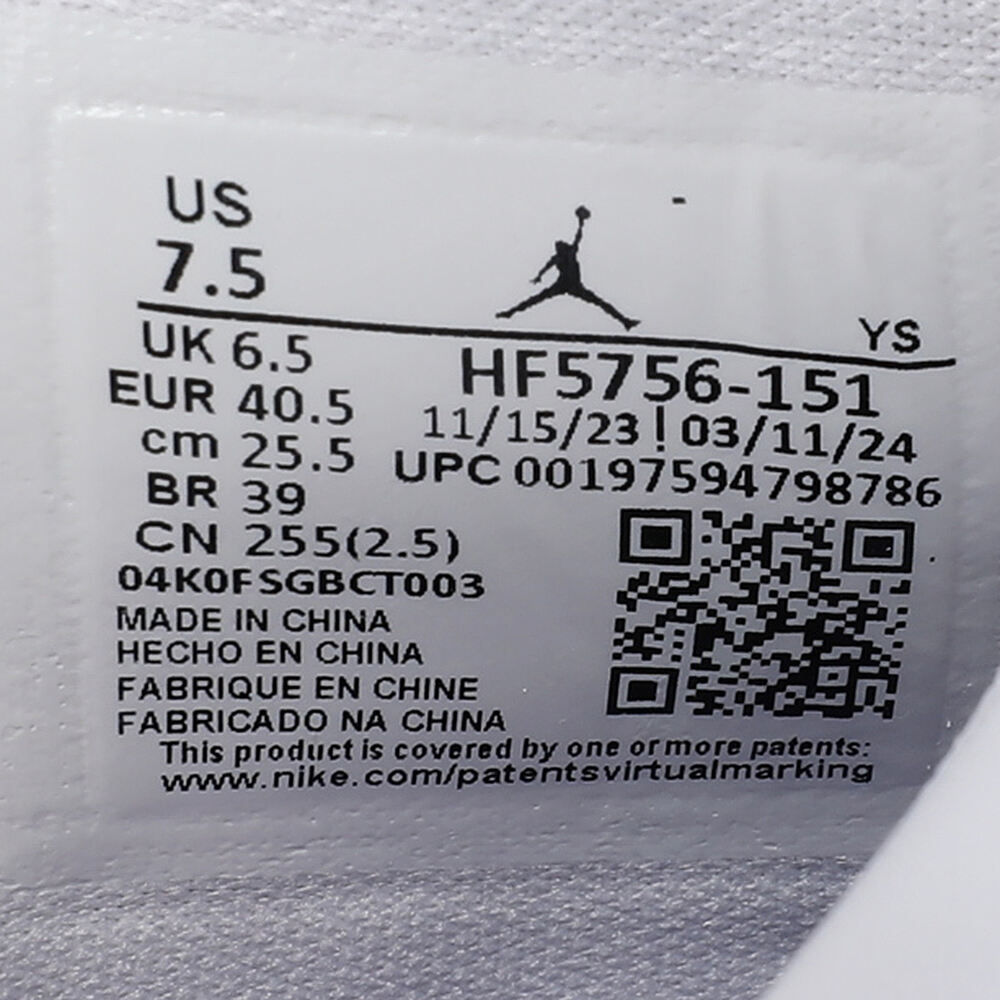 US
7.5
YS
UK 6.5
EUR 40.5
cm 25.5
BR 39
CN 255(2.5)
HF5756-151
11/15/23 | 03/11/24
UPC 00197594798786
04K0FSGBCT003
MADE IN CHINA
HECHO EN CHINA
FABRIQUE EN CHINE
FABRICADO NA CHINA
This product is covered by one or more patents:
www.nike.com/patentsvirtualmarking